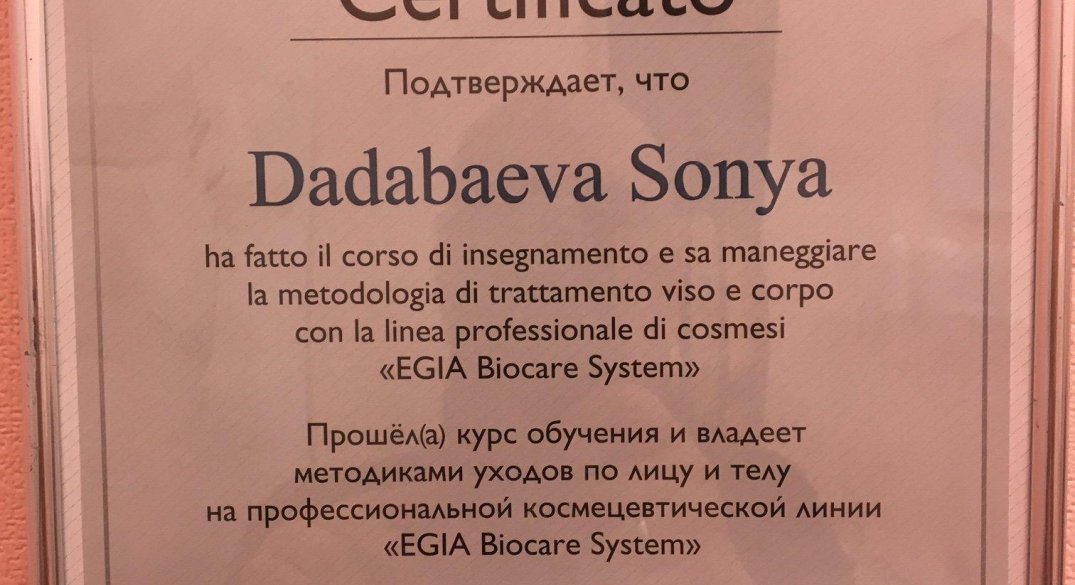 Certificato
Подтверждает, что
Dadabaeva Sonya
ha fatto il corso di insegnamento e sa maneggiare
la metodologia di trattamento viso e corpo
con la linea professionale di cosmesi
«EGIA Biocare System»
Прошёл(а) курс обучения и владеет
методиками уходов по лицу и телу
на профессиональной космецевтической линии
«EGIA Biocare System»